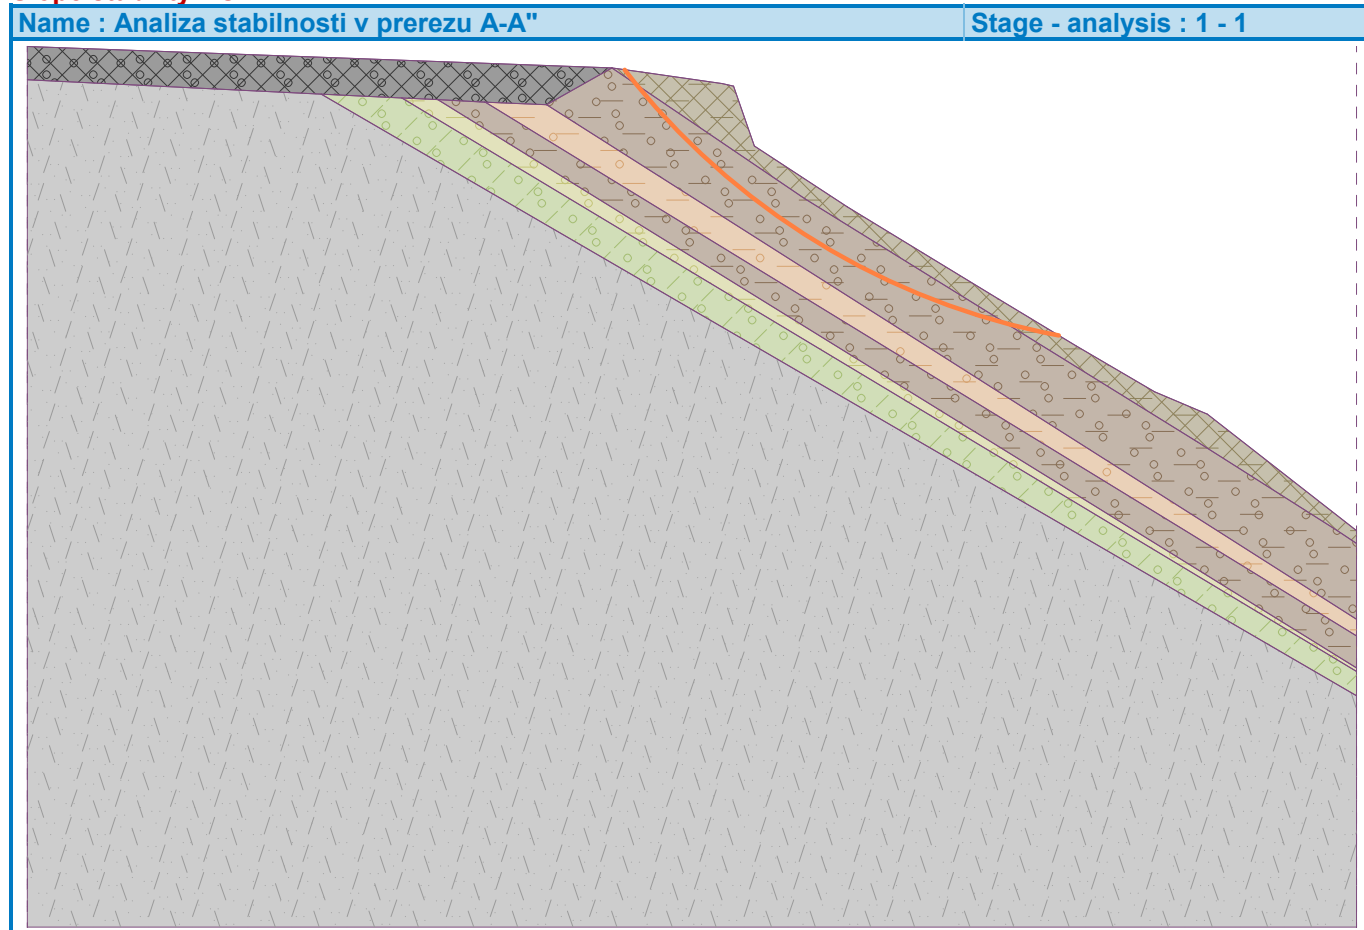 Name : Analiza stabilnosti v prerezu A-A"
Stage - analysis : 1 - 1